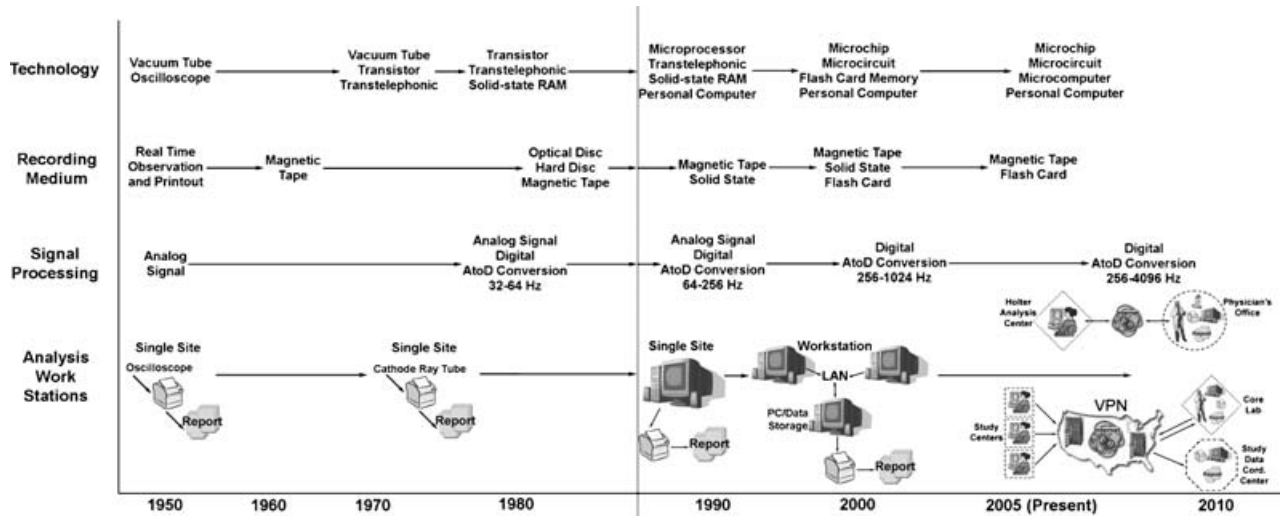 Technology
Vacuum Tube
Oscilloscope
Vacuum Tube
Transistor
Transtelephonic
Transistor
Transtelephonic
Solid-state RAM
Microprocessor
Transtelephonic
Solid-state RAM
Personal Computer
Microchip
Microcircuit
Flash Card Memory
Personal Computer
Microchip
Microcircuit
Microcomputer
Personal Computer
Recording
Medium
Real Time
Observation
and Printout
Magnetic
Tape
Optical Disc
Hard Disc
Magnetic Tape
Magnetic Tape
Solid State
Magnetic Tape
Solid State
Flash Card
Magnetic Tape
Flash Card
Signal
Processing
Analog
Signal
Analog Signal
Digital
AtoD Conversion
32-64 Hz
Analog Signal
Digital
AtoD Conversion
64-256 Hz
Digital
AtoD Conversion
256-1024 Hz
Digital
AtoD Conversion
256-4096 Hz
Analysis
Work
Stations
Single Site
Oscilloscope
Report
Single Site
Cathode Ray Tube
Report
Single Site
Report
Workstation
LAN
PC/Data
Storage
Report
Holter
Analysis
Center
Physician's
Office
Study
Centers
VPN
Core
Lab
Study
Data
Cord.
Center
1950
1960
1970
1980
1990
2000
2005 (Present)
2010